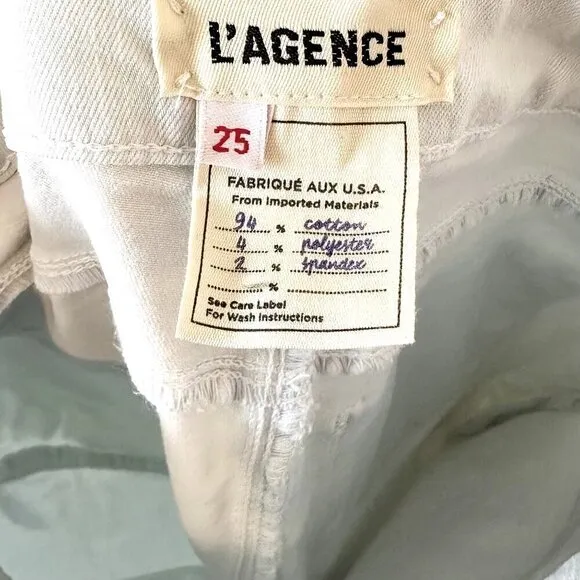 L'AGENCE
25
FABRIQUÉ AUX U.S.A.
From Imported Materials
94 % cotton
4 % polyester
2 % spandex
%
See Care Label
For Wash Instructions